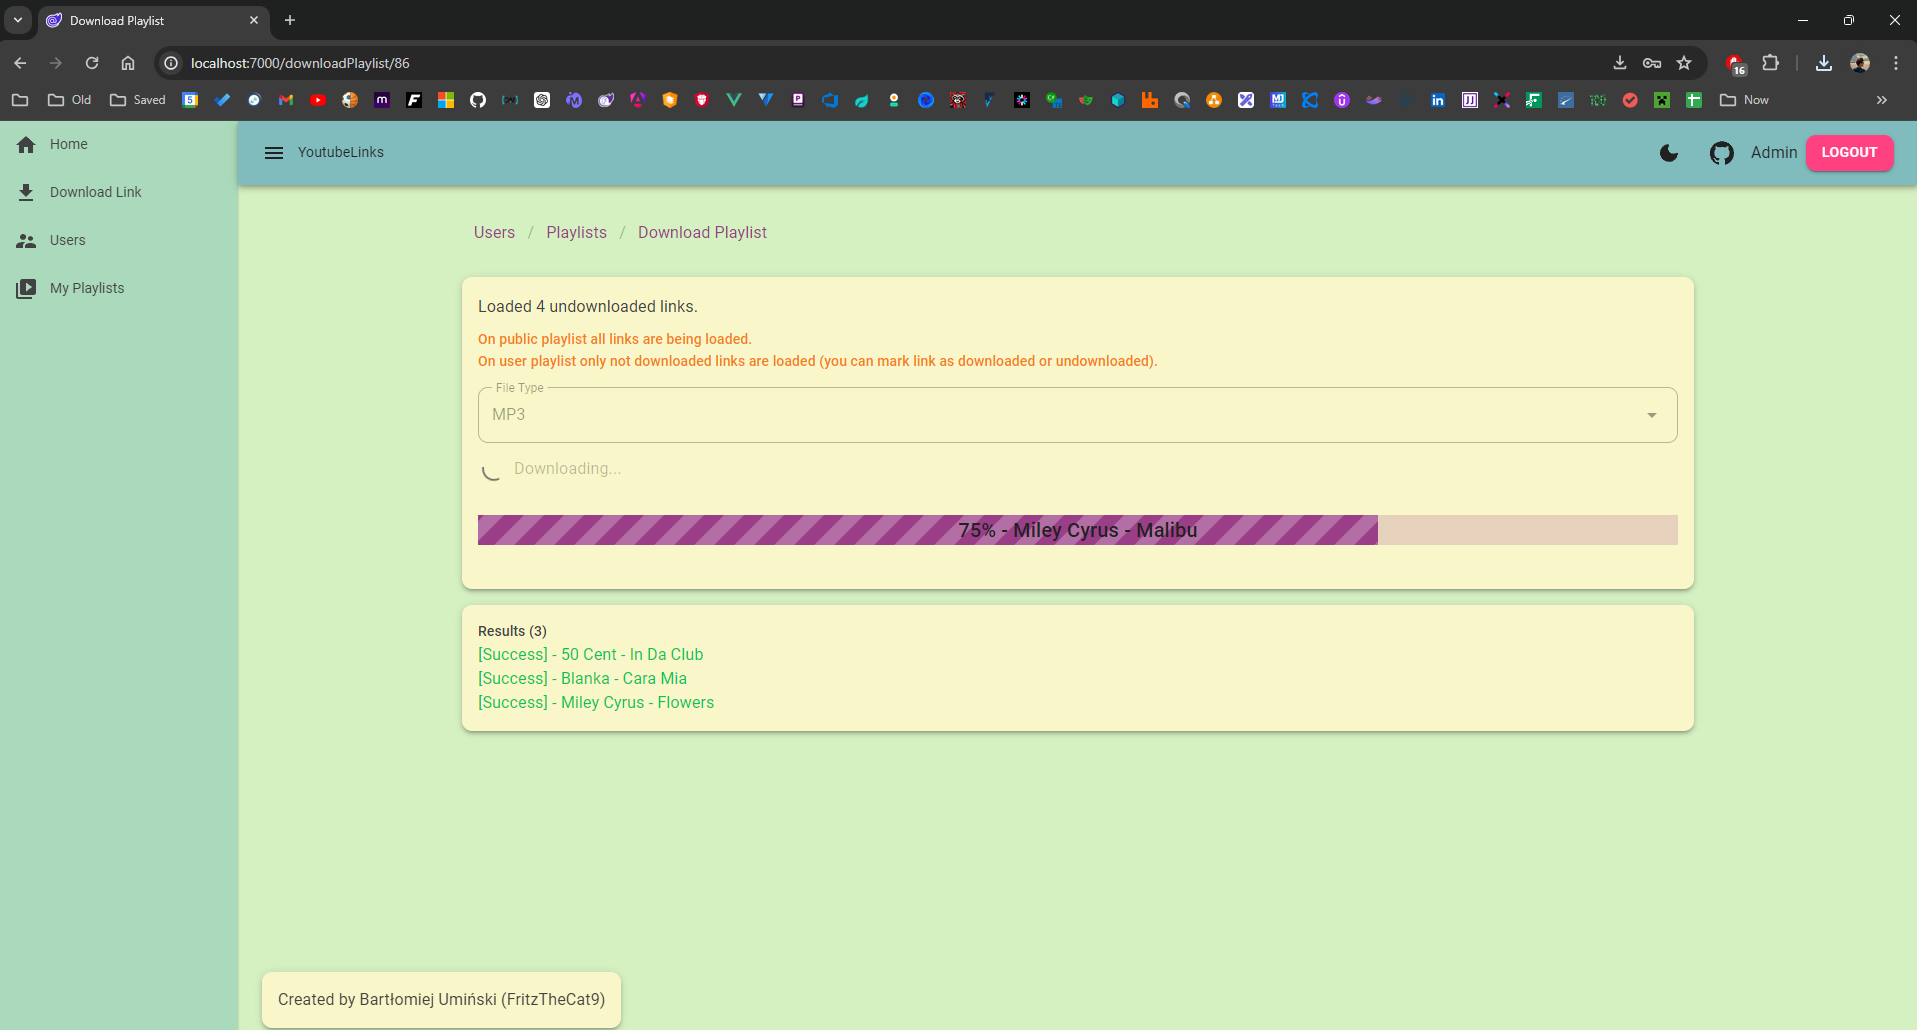 Download Playlist
localhost:7000/downloadPlaylist/86
16
Old
Saved
5
Now
Home
Download Link
Users
My Playlists
YoutubeLinks
Admin
LOGOUT
Users / Playlists / Download Playlist
Loaded 4 undownloaded links.
On public playlist all links are being loaded.
On user playlist only not downloaded links are loaded (you can mark link as downloaded or undownloaded).
File Type
MP3
Downloading...
75% - Miley Cyrus - Malibu
Results (3)
[Success] - 50 Cent - In Da Club
[Success] - Blanka - Cara Mia
[Success] - Miley Cyrus - Flowers
Created by Bartłomiej Umiński (FritzTheCat9)